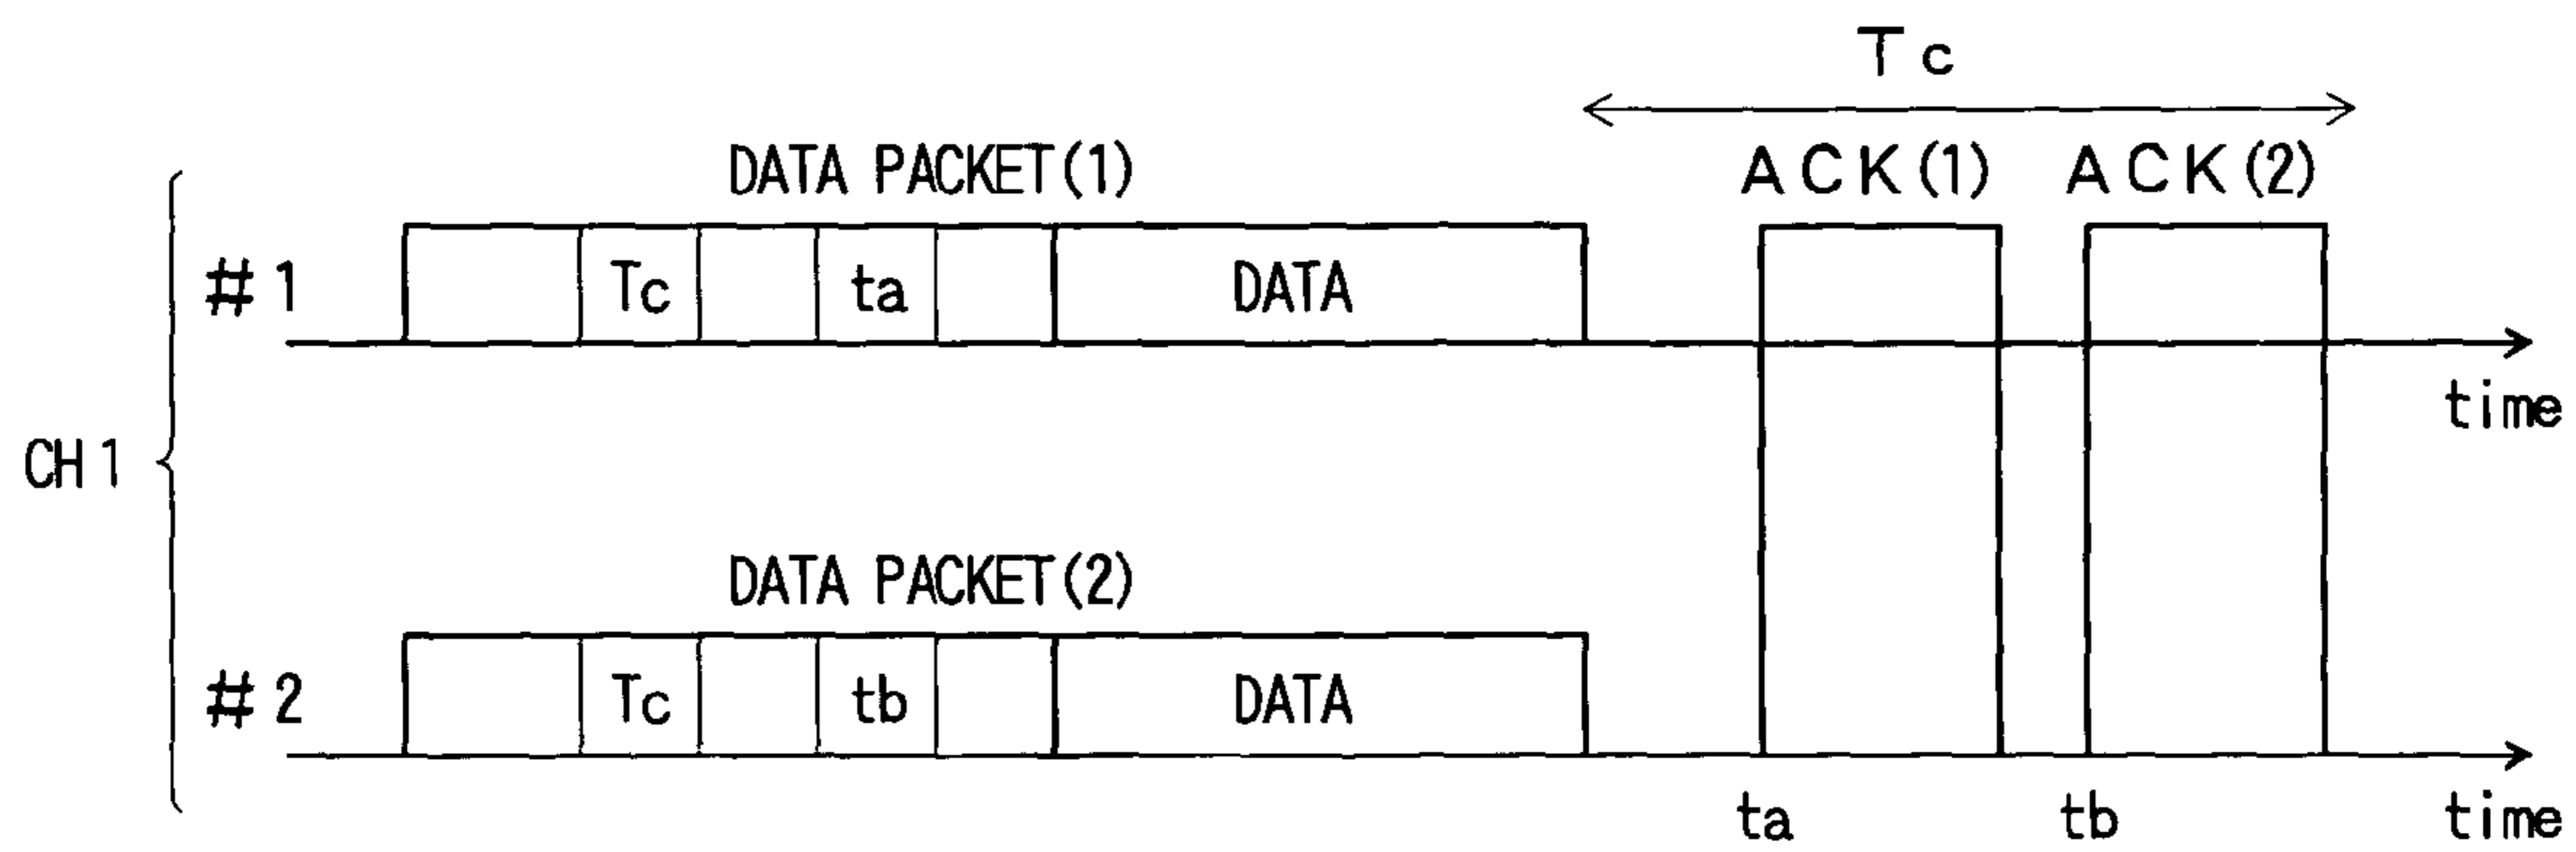 Tc
DATA PACKET(1) ACK(1) ACK(2)
#1 Tc ta DATA
time
CH1
DATA PACKET(2)
#2 Tc tb DATA
ta tb time